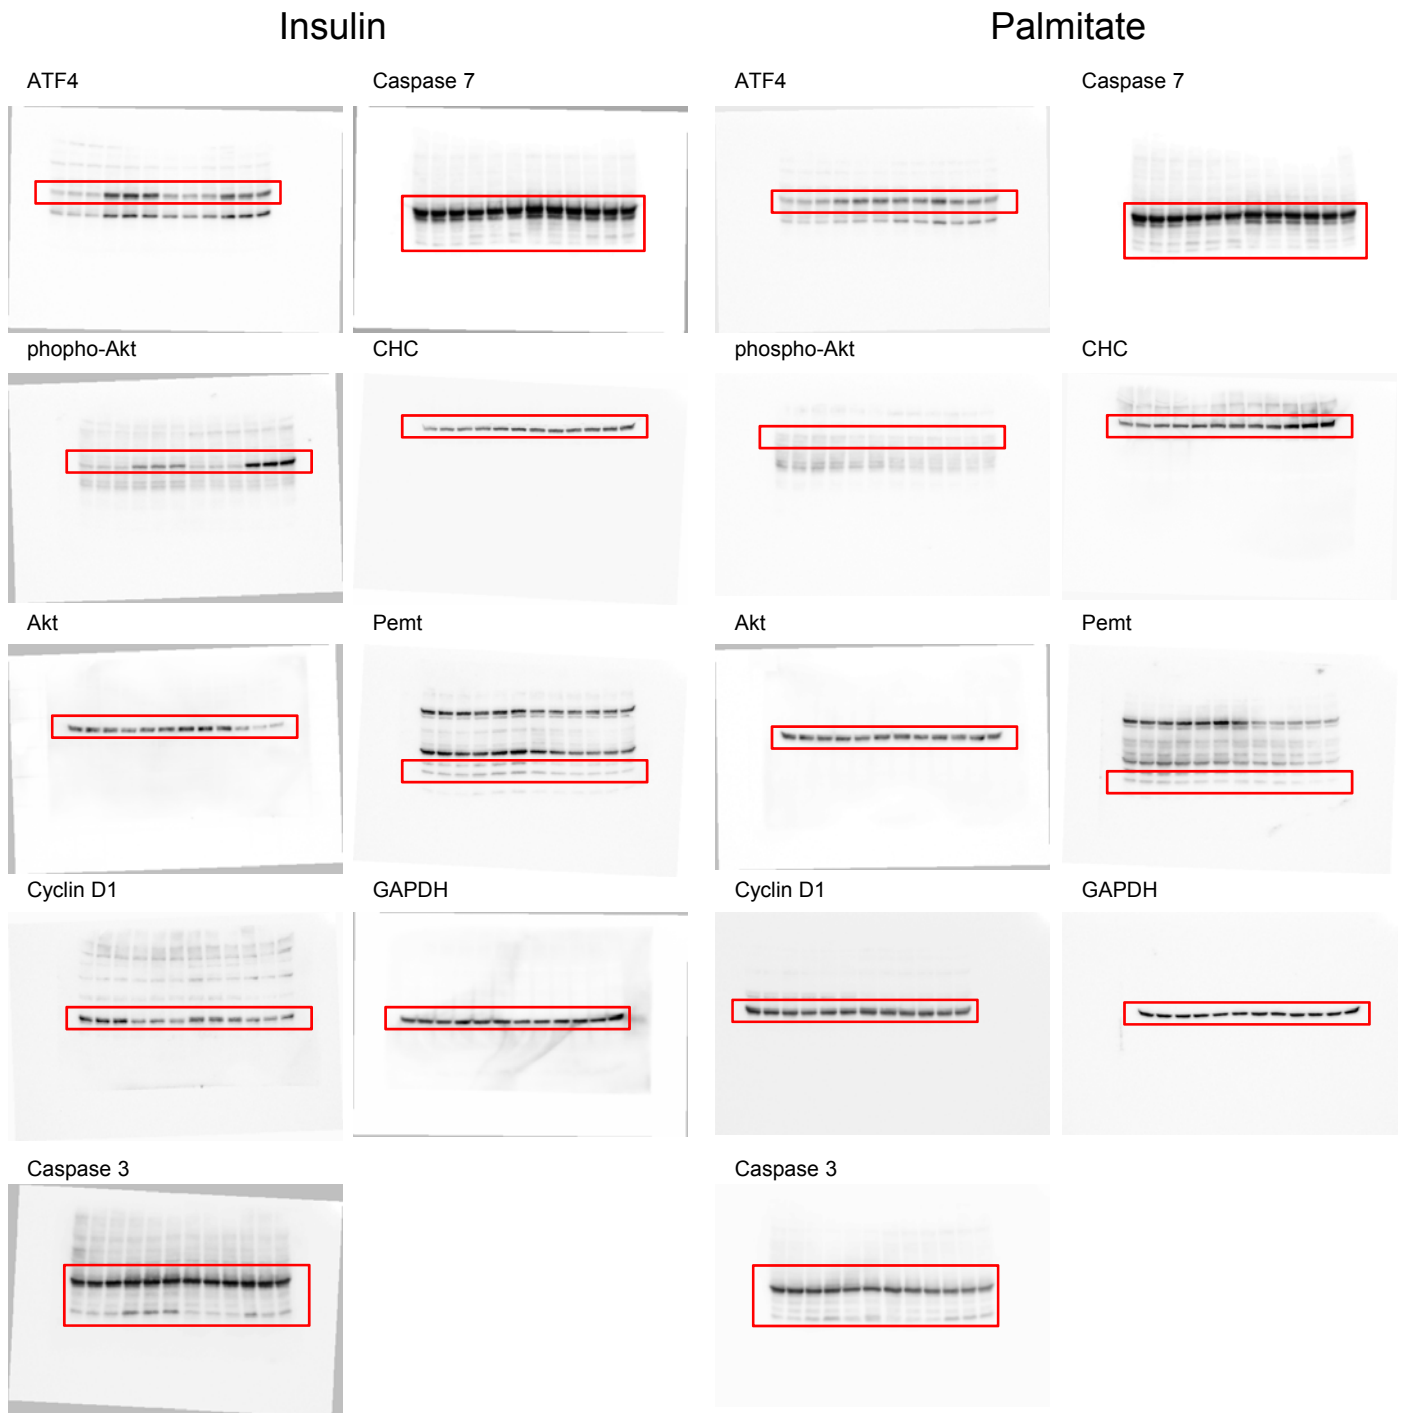 Insulin
Palmitate
ATF4
Caspase 7
ATF4
Caspase 7
phopho-Akt
CHC
phospho-Akt
CHC
Akt
Pemt
Akt
Pemt
Cyclin D1
GAPDH
Cyclin D1
GAPDH
Caspase 3
Caspase 3